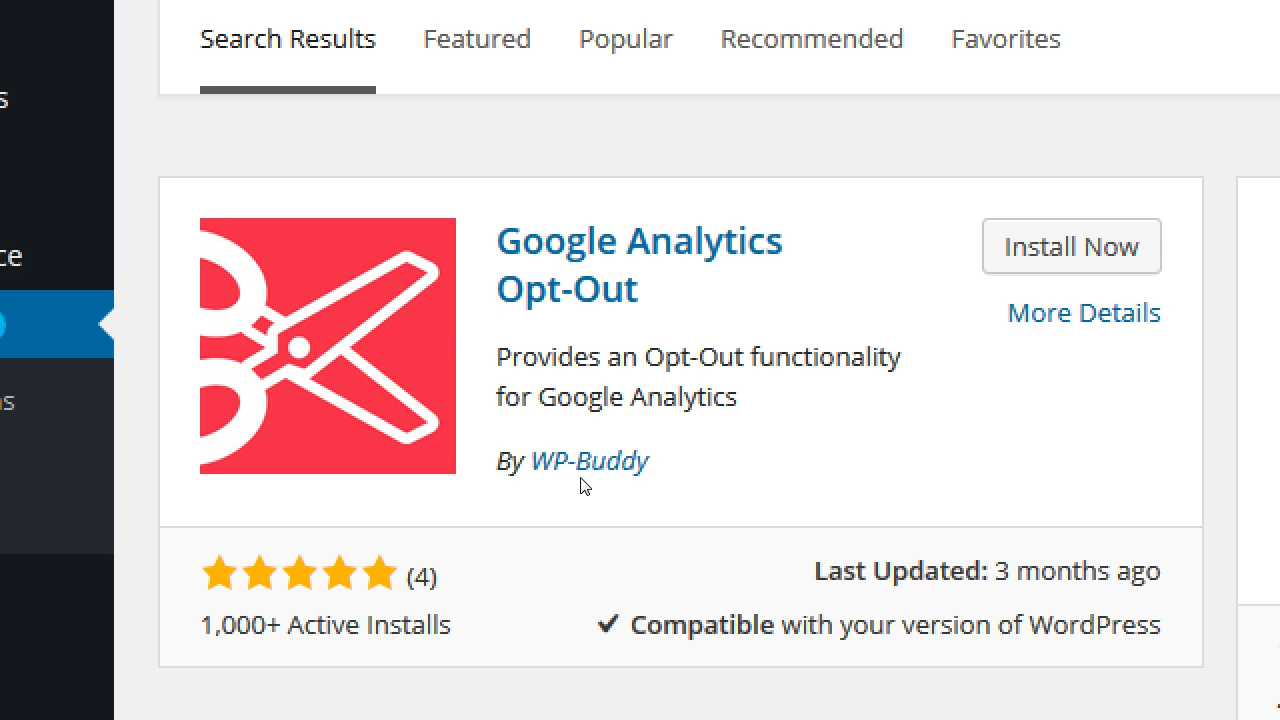 Search Results Featured Popular Recommended Favorites
s
Google Analytics
Opt-Out
Install Now
More Details
Provides an Opt-Out functionality
for Google Analytics
By WP-Buddy
ce
s
(4)
Last Updated: 3 months ago
1,000+ Active Installs
Compatible with your version of WordPress